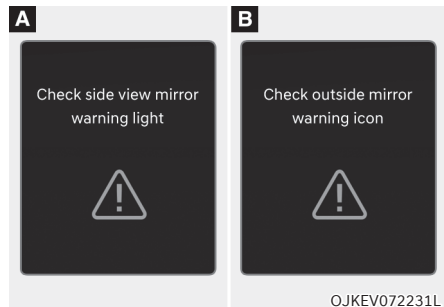 A
Check side view mirror
warning light
B
Check outside mirror
warning icon
OJKEV072231L